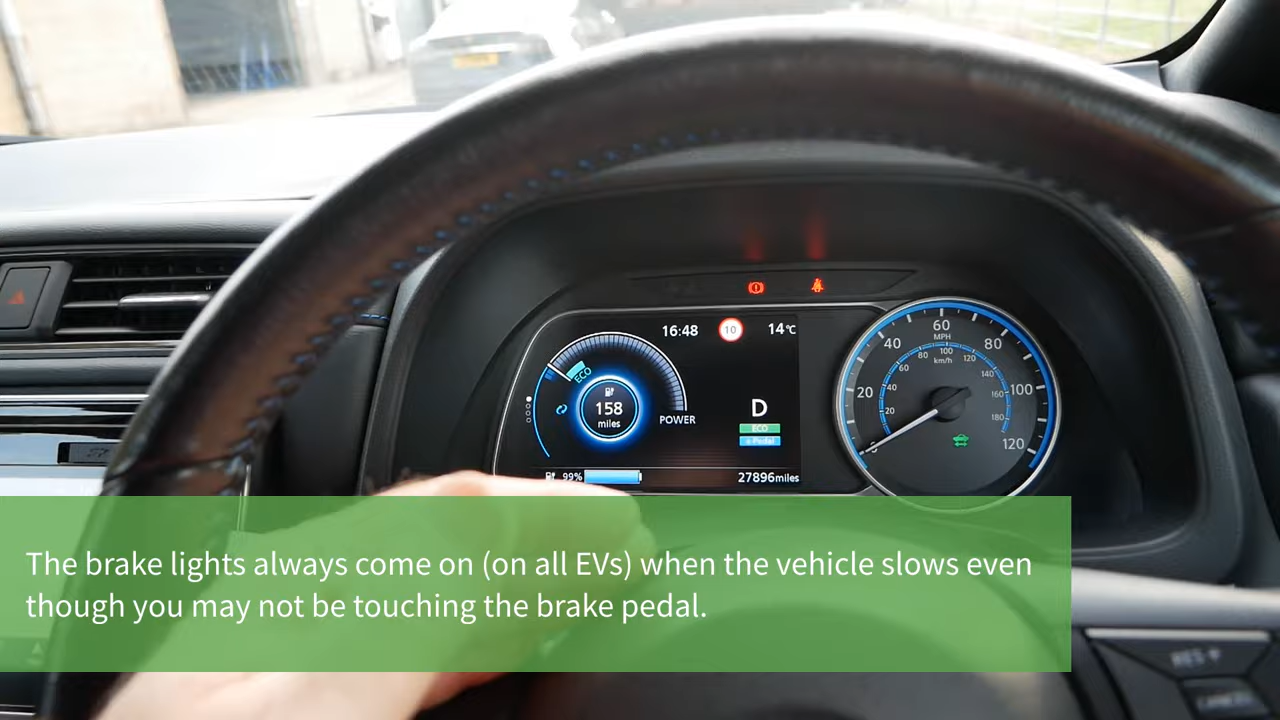 16:48
10
14°C
ECO
158
miles
POWER
D
ECO
e-Pedal
99%
27896miles
20
40
60
80
100
120
MPH
km/h
20
40
60
80
100
120
140
160
180
The brake lights always come on (on all EVs) when the vehicle slows even
though you may not be touching the brake pedal.
RES +
CANCEL